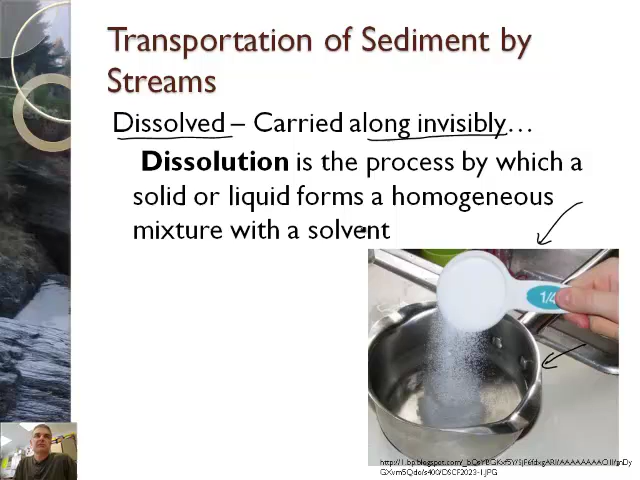 Transportation of Sediment by
Streams
Dissolved – Carried along invisibly…
Dissolution is the process by which a
solid or liquid forms a homogeneous
mixture with a solvent
1/4